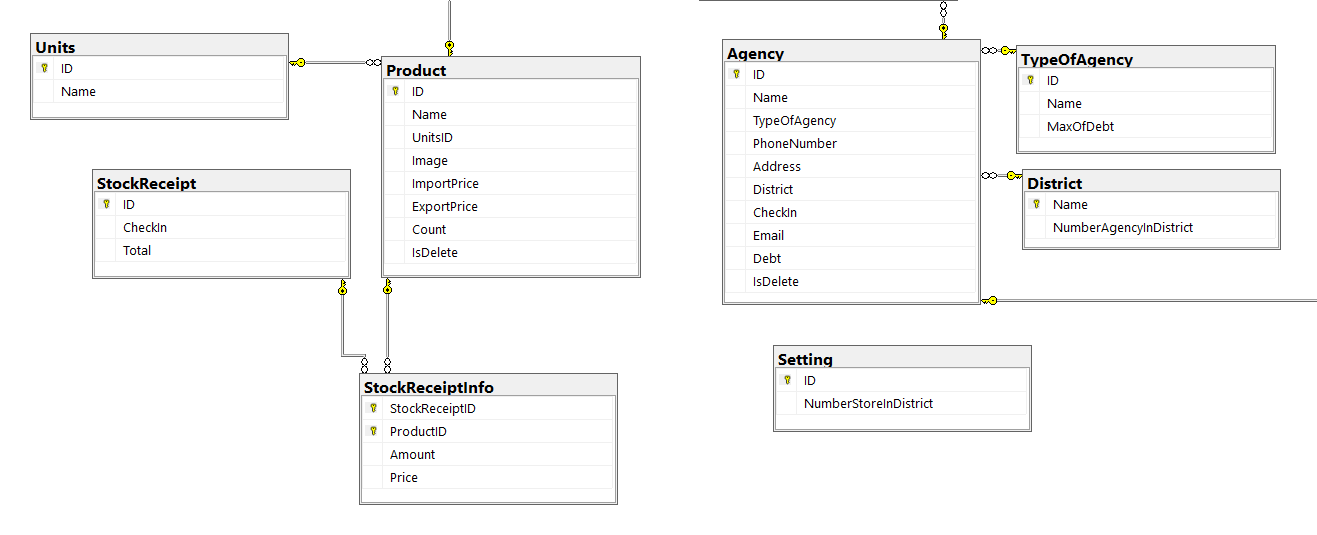 Units
ID
Name
Product
ID
Name
UnitsID
Image
ImportPrice
ExportPrice
Count
IsDelete
StockReceipt
ID
CheckIn
Total
StockReceiptInfo
StockReceiptID
ProductID
Amount
Price
Agency
ID
Name
TypeOfAgency
PhoneNumber
Address
District
CheckIn
Email
Debt
IsDelete
TypeOfAgency
ID
Name
MaxOfDebt
District
Name
NumberAgencyInDistrict
Setting
ID
NumberStoreInDistrict